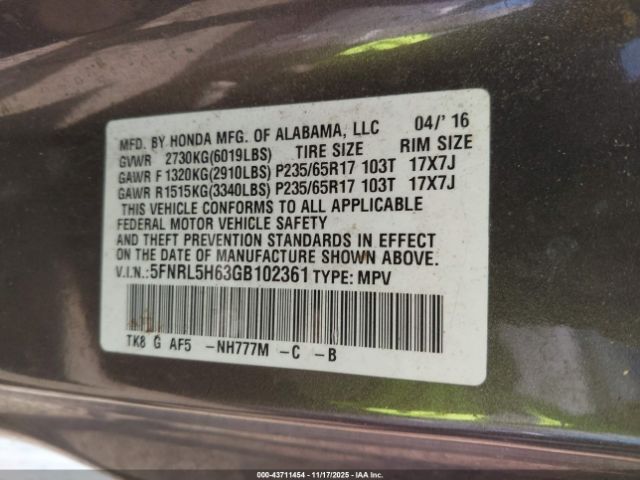 MFD. BY HONDA MFG. OF ALABAMA, LLC 04/' 16
GVWR 2730KG(6019LBS) TIRE SIZE RIM SIZE
GAWR F 1320KG(2910LBS) P235/65R17 103T 17X7J
GAWR R1515KG(3340LBS) P235/65R17 103T 17X7J
THIS VEHICLE CONFORMS TO ALL APPLICABLE
FEDERAL MOTOR VEHICLE SAFETY
AND THEFT PREVENTION STANDARDS IN EFFECT
ON THE DATE OF MANUFACTURE SHOWN ABOVE.
V.I.N.:5FNRL5H63GB102361 TYPE: MPV
TK8 G AF5 -NH777M -C -B
000-43711454 - 11/17/2025 - IAA Inc.